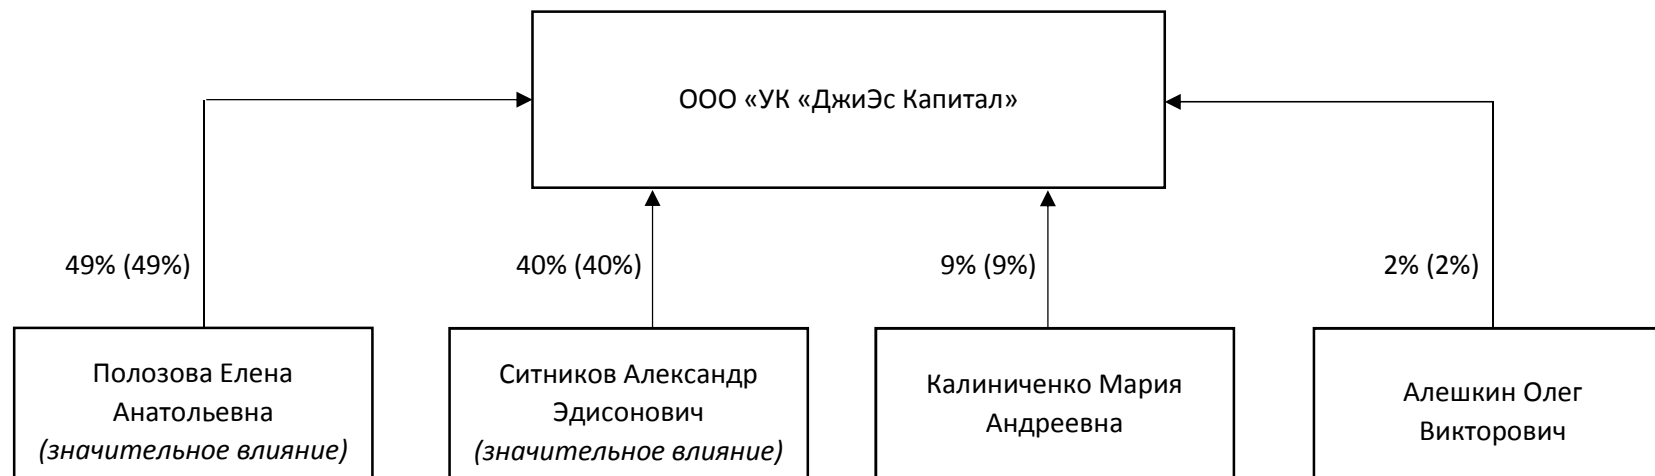 ООО «УК «ДжиЭс Капитал»
49% (49%)
40% (40%)
9% (9%)
2% (2%)
Полозова Елена
Анатольевна
(значительное влияние)
Ситников Александр
Эдисонович
(значительное влияние)
Калиниченко Мария
Андреевна
Алешкин Олег
Викторович